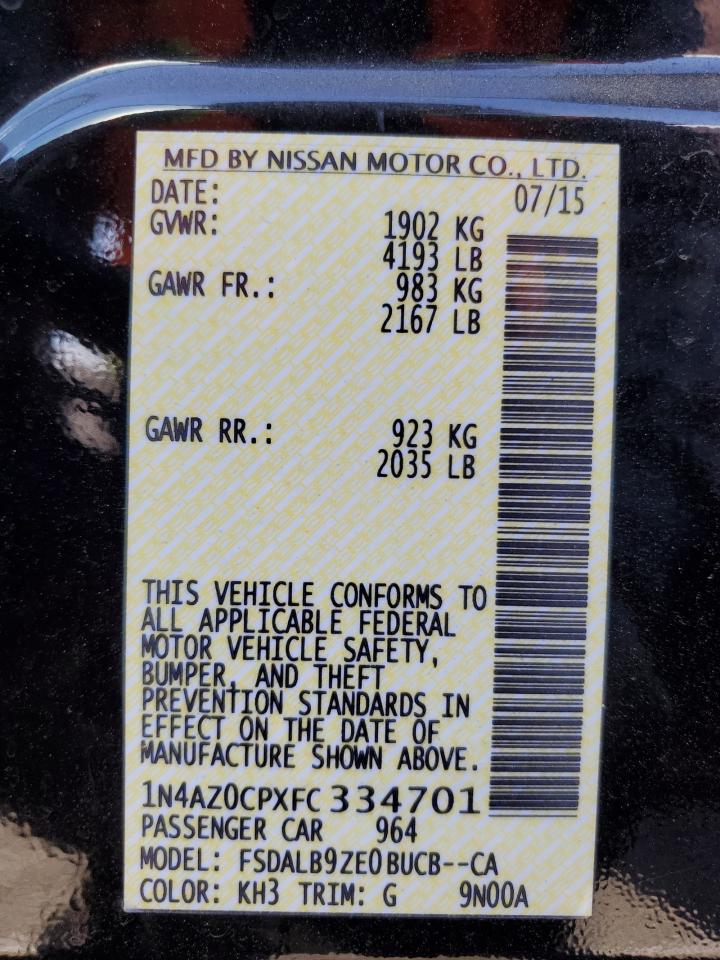 MFD BY NISSAN MOTOR CO., LTD.
DATE: 07/15
GVWR: 1902 KG
4193 LB
GAWR FR.: 983 KG
2167 LB
GAWR RR.: 923 KG
2035 LB
THIS VEHICLE CONFORMS TO
ALL APPLICABLE FEDERAL
MOTOR VEHICLE SAFETY,
BUMPER, AND THEFT
PREVENTION STANDARDS IN
EFFECT ON THE DATE OF
MANUFACTURE SHOWN ABOVE.
1N4AZ0CPXFC 334701
PASSENGER CAR 964
MODEL: FSDALB9ZE0BUCB--CA
COLOR: KH3 TRIM: G 9N00A